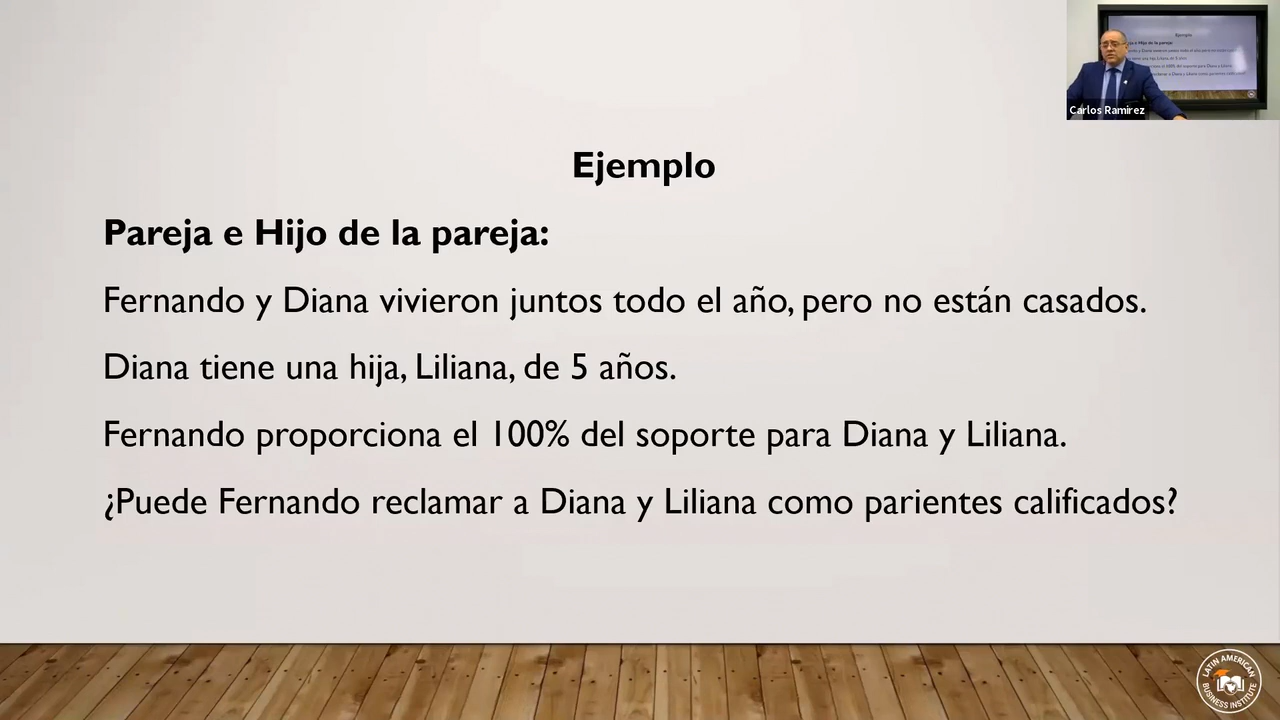 Carlos Ramirez
Ejemplo
Pareja e Hijo de la pareja:
Fernando y Diana vivieron juntos todo el año, pero no están casados.
Diana tiene una hija, Liliana, de 5 años.
Fernando proporciona el 100% del soporte para Diana y Liliana.
¿Puede Fernando reclamar a Diana y Liliana como parientes calificados?
LATIN AMERICAN
BUSINESS INSTITUTE